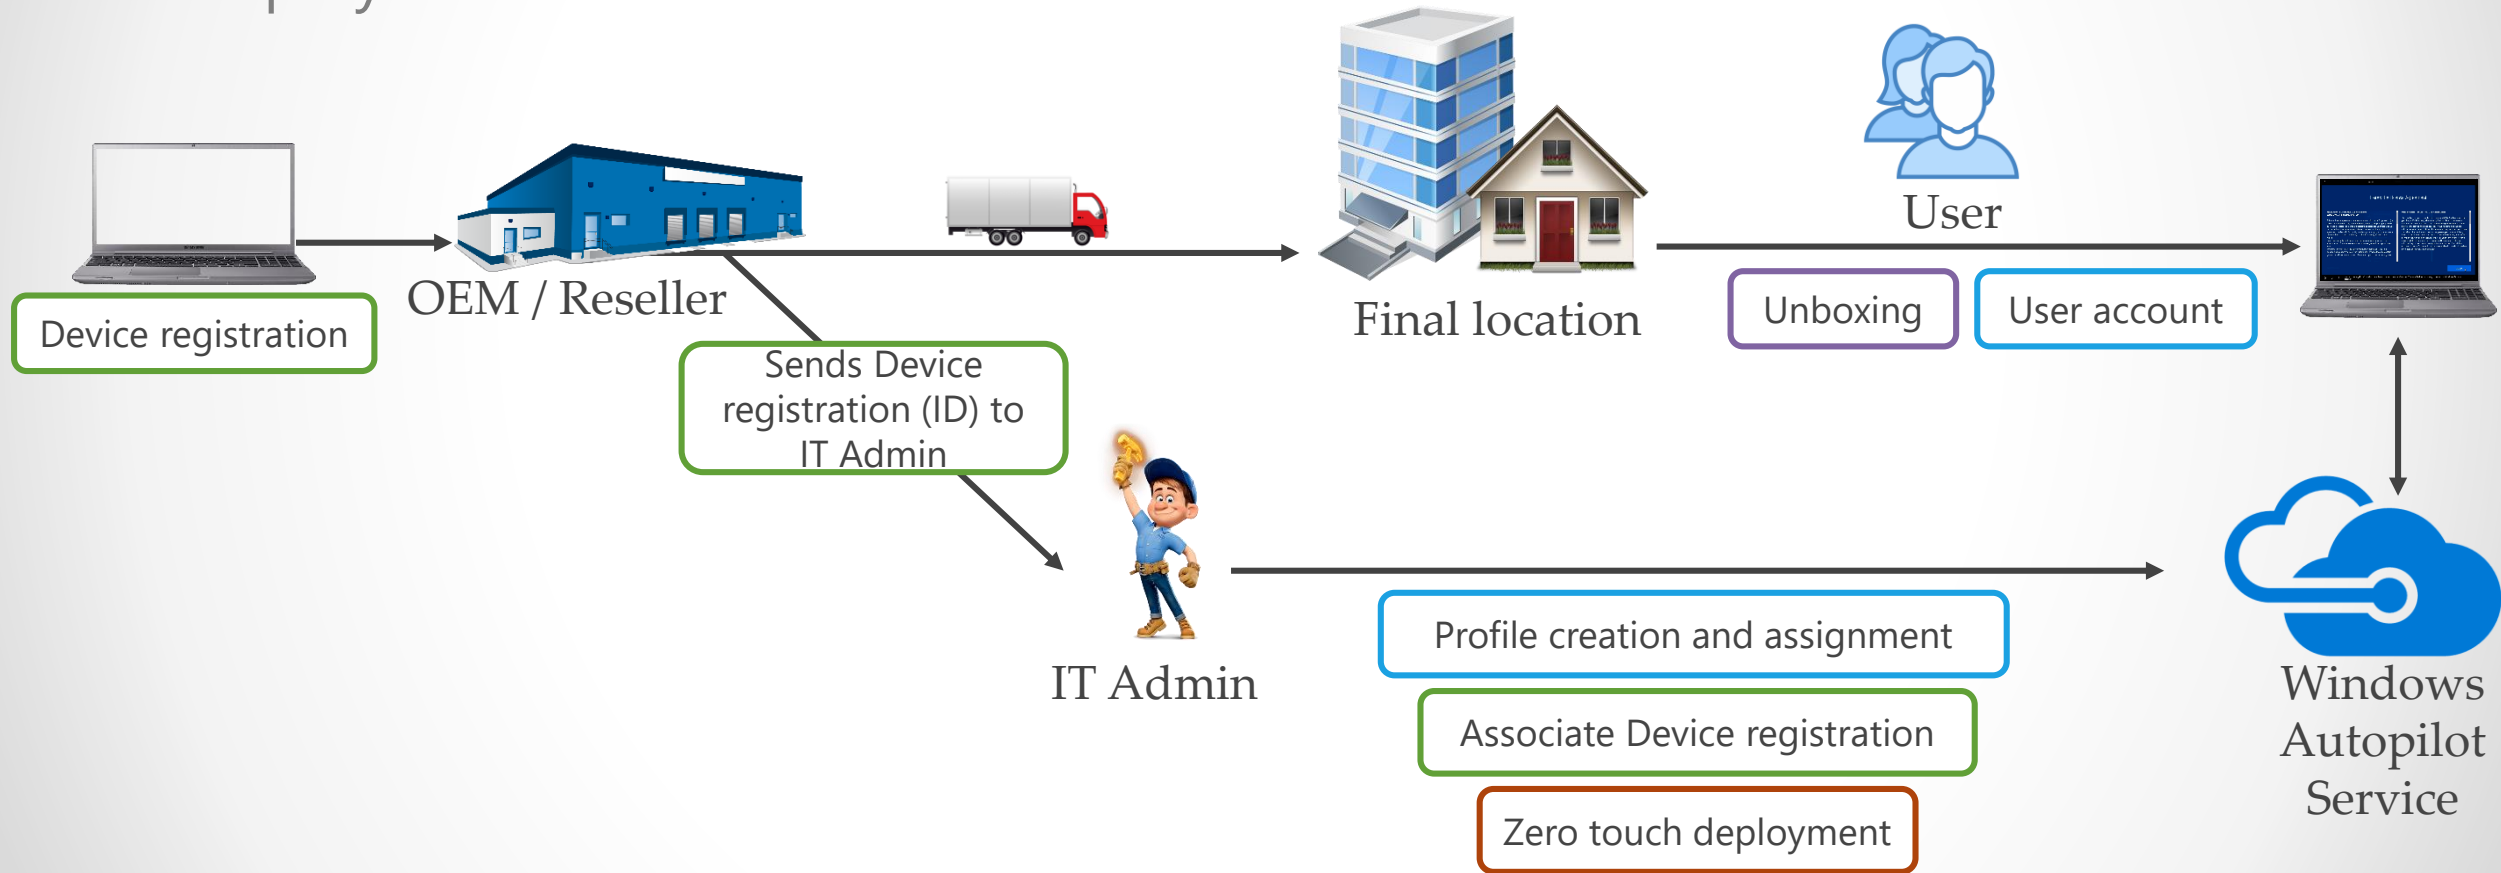 User
Device registration
OEM / Reseller
Final location
Unboxing
User account
Sends Device
registration (ID) to
IT Admin
IT Admin
Profile creation and assignment
Associate Device registration
Zero touch deployment
Windows
Autopilot
Service